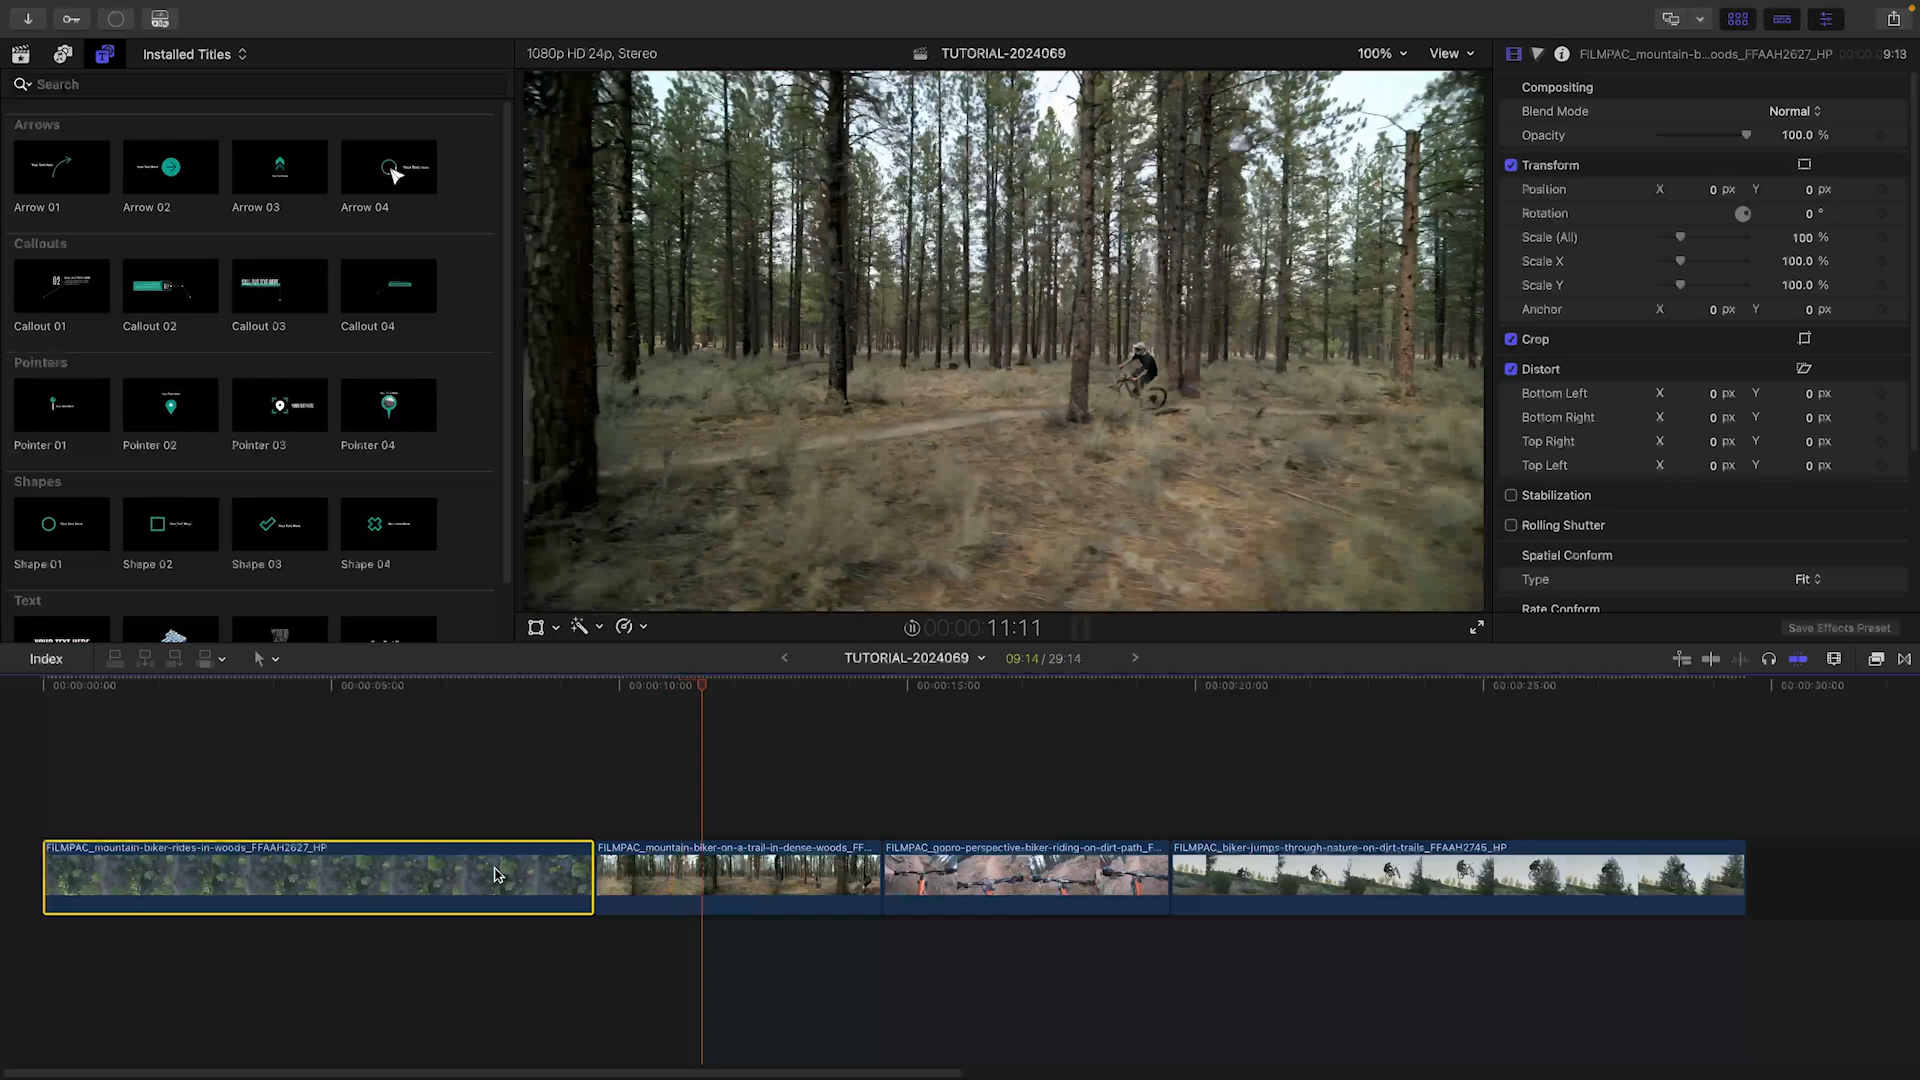 Installed Titles
1080p HD 24p, Stereo
TUTORIAL-2024069
100%
View
FILMPAC_mountain-b...oods_FFAAH2627_HP
00:00:09:13
Search
Compositing
Blend Mode
Normal
Opacity
100.0 %
Transform
Position
X
0 px
Y
0 px
Rotation
0 °
Scale (All)
100 %
Scale X
100.0 %
Scale Y
100.0 %
Anchor
X
0 px
Y
0 px
Crop
Distort
Bottom Left
X
0 px
Y
0 px
Bottom Right
X
0 px
Y
0 px
Top Right
X
0 px
Y
0 px
Top Left
X
0 px
Y
0 px
Stabilization
Rolling Shutter
Spatial Conform
Type
Fit
Rate Conform
Save Effects Preset
Arrows
Arrow 01
Arrow 02
Arrow 03
Arrow 04
Callouts
Callout 01
Callout 02
Callout 03
Callout 04
Pointers
Pointer 01
Pointer 02
Pointer 03
Pointer 04
Shapes
Shape 01
Shape 02
Shape 03
Shape 04
Text
00:00:00:11:11
Index
TUTORIAL-2024069
09:14 / 29:14
00:00:00:00
00:00:05:00
00:00:10:00
00:00:15:00
00:00:20:00
00:00:25:00
00:00:30:00
FILMPAC_mountain-biker-rides-in-woods_FFAAH2627_HP
FILMPAC_mountain-biker-on-a-trail-in-dense-woods_FF...
FILMPAC_gopro-perspective-biker-riding-on-dirt-path_F...
FILMPAC_biker-jumps-through-nature-on-dirt-trails_FFAAH2745_HP